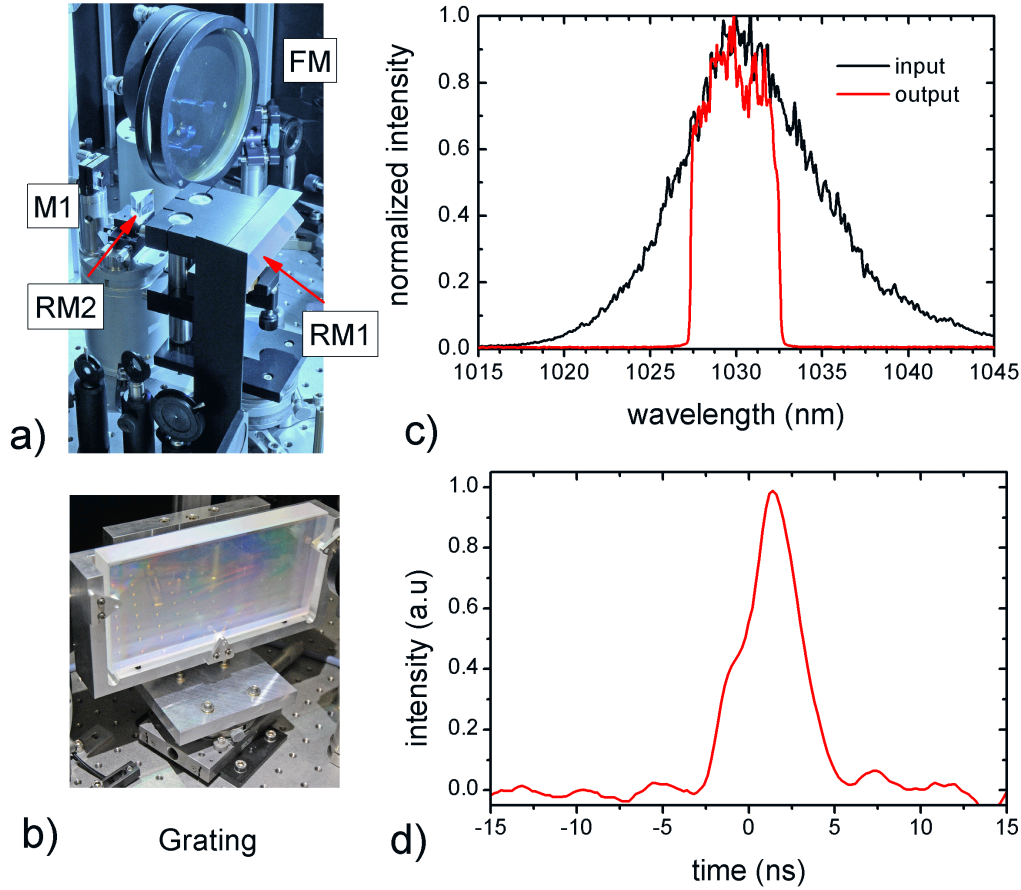 FM
M1
RM2
RM1
a)
b)
Grating
normalized intensity
1.0
0.8
0.6
0.4
0.2
0.0
input
output
1015 1020 1025 1030 1035 1040 1045
wavelength (nm)
c)
intensity (a.u)
1.0
0.8
0.6
0.4
0.2
0.0
-15 -10 -5 0 5 10 15
time (ns)
d)